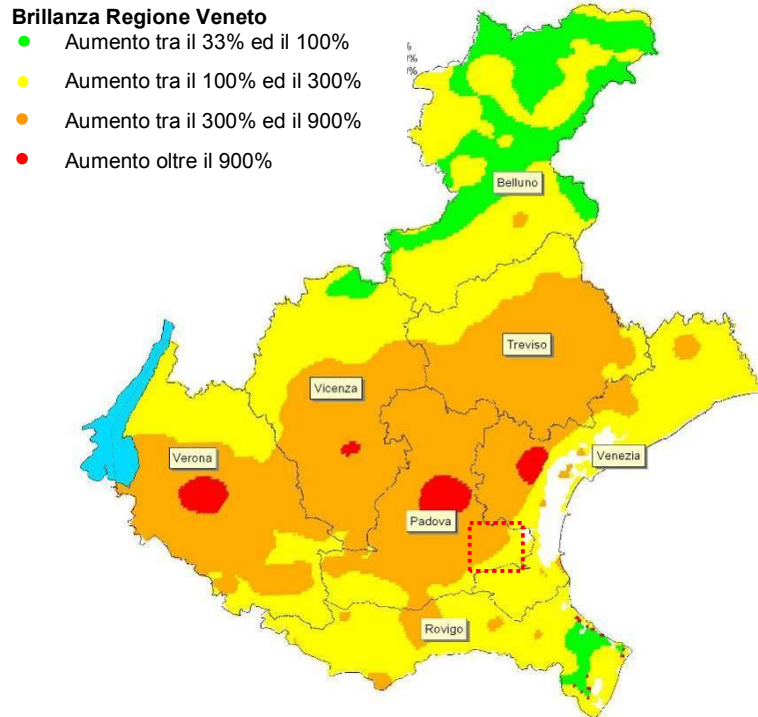 Brillanza Regione Veneto
Aumento tra il 33% ed il 100%
Aumento tra il 100% ed il 300%
Aumento tra il 300% ed il 900%
Aumento oltre il 900%
Belluno
Treviso
Vicenza
Venezia
Verona
Padova
Rovigo